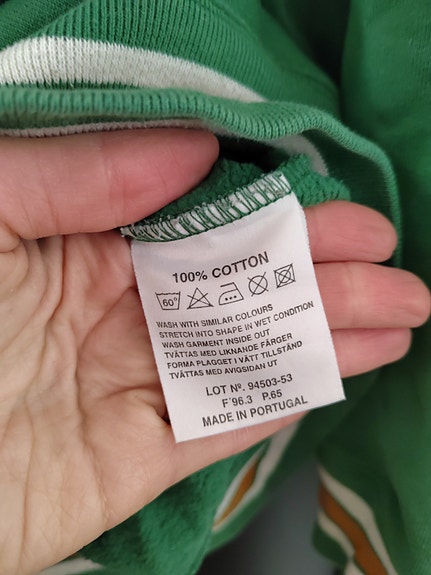 100% COTTON
60°
WASH WITH SIMILAR COLOURS
STRETCH INTO SHAPE IN WET CONDITION
WASH GARMENT INSIDE OUT
TVÄTTAS MED LIKNANDE FÄRGER
FORMA PLAGGET I VÅTT TILLSTÅND
TVÄTTAS MED AVIGSIDAN UT
LOT Nº. 94503-53
F´96.3 P.65
MADE IN PORTUGAL